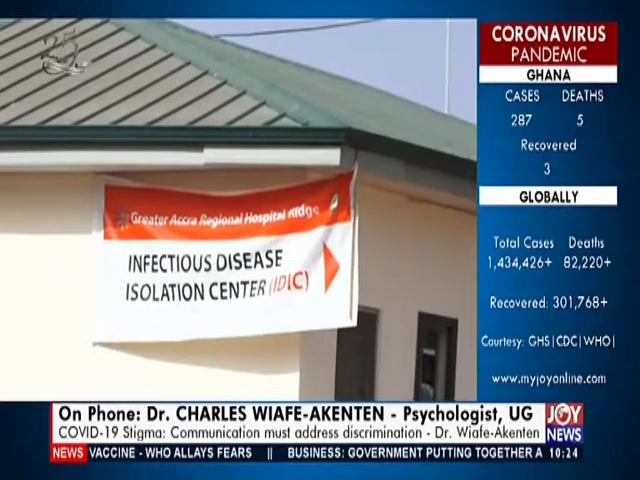 25
CORONAVIRUS
PANDEMIC
GHANA
CASES DEATHS
287 5
Recovered
3
GLOBALLY
Total Cases Deaths
1,434,426+ 82,220+
Recovered: 301,768+
Courtesy: GHS|CDC|WHO|
www.myjoyonline.com
Greater Accra Regional Hospital Ridge
INFECTIOUS DISEASE
ISOLATION CENTER (IDIC)
On Phone: Dr. CHARLES WIAFE-AKENTEN - Psychologist, UG
COVID-19 Stigma: Communication must address discrimination - Dr. Wiafe-Akenten
JOY
NEWS
NEWS VACCINE - WHO ALLAYS FEARS || BUSINESS: GOVERNMENT PUTTING TOGETHER A 10:24